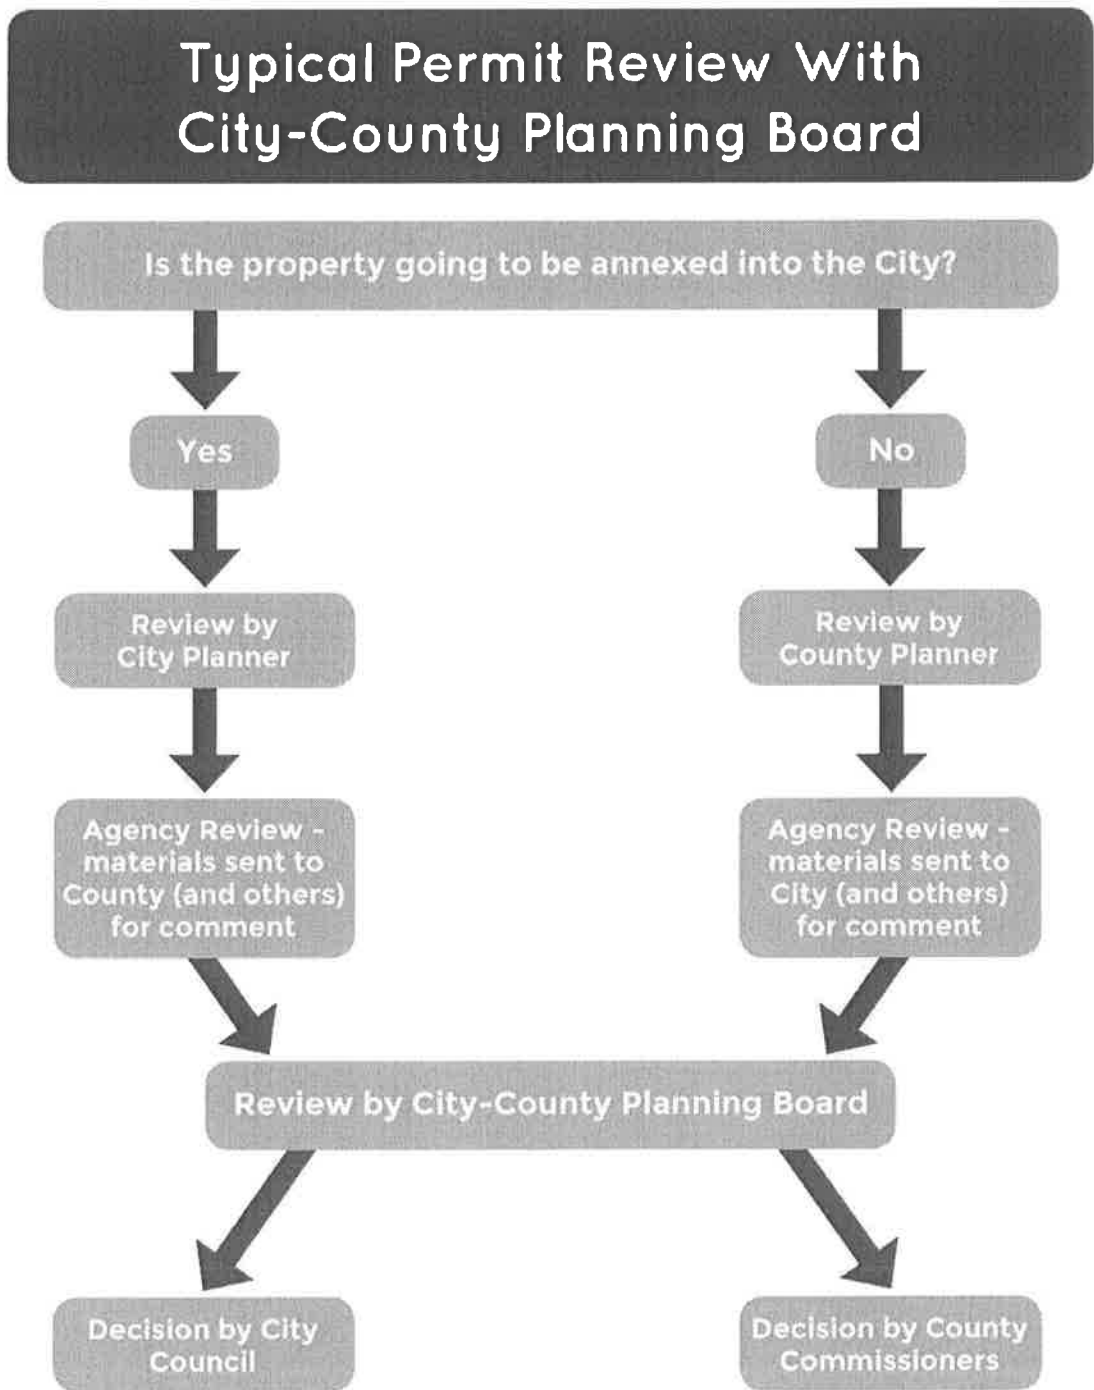 Typical Permit Review With
City-County Planning Board
Is the property going to be annexed into the City?
Yes
No
Review by
City Planner
Review by
County Planner
Agency Review -
materials sent to
County (and others)
for comment
Agency Review -
materials sent to
City (and others)
for comment
Review by City-County Planning Board
Decision by City
Council
Decision by County
Commissioners